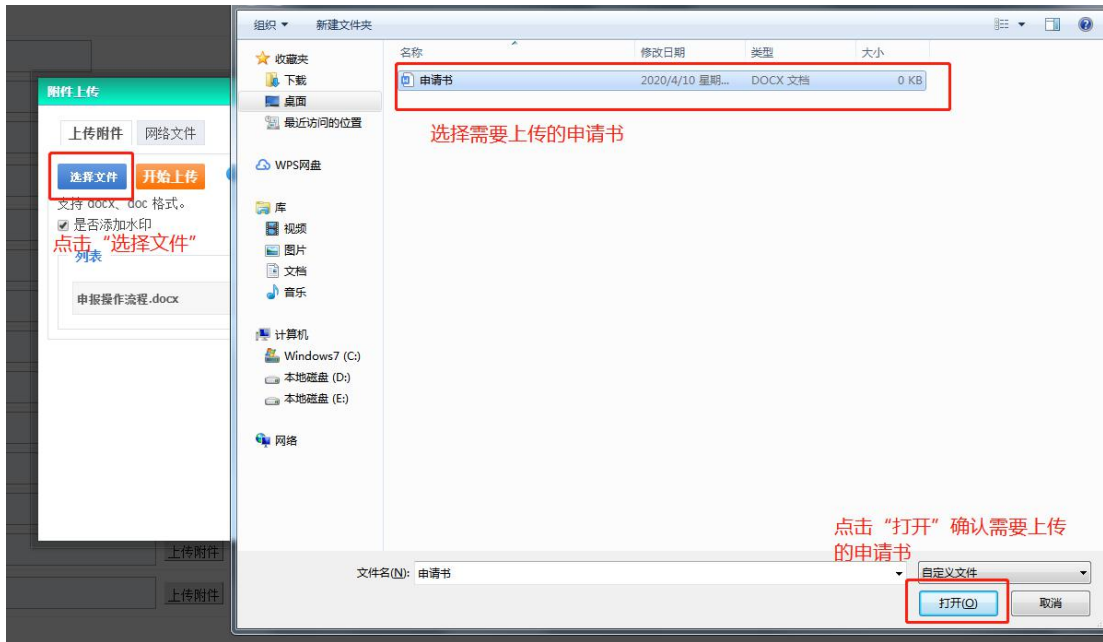 组织 新建文件夹
收藏夹
下载
桌面
最近访问的位置
WPS网盘
库
视频
图片
文档
音乐
计算机
Windows7 (C:)
本地磁盘 (D:)
本地磁盘 (E:)
网络
名称 修改日期 类型 大小
申请书 2020/4/10 星期... DOCX 文档 0 KB
选择需要上传的申请书
附件上传
上传附件 网络文件
选择文件 开始上传
支持 docx、doc 格式。
是否添加水印
点击“选择文件”
列表
申报操作流程.docx
上传附件
上传附件
点击“打开”确认需要上传
的申请书
文件名(N): 申请书 自定义文件
打开(O) 取消